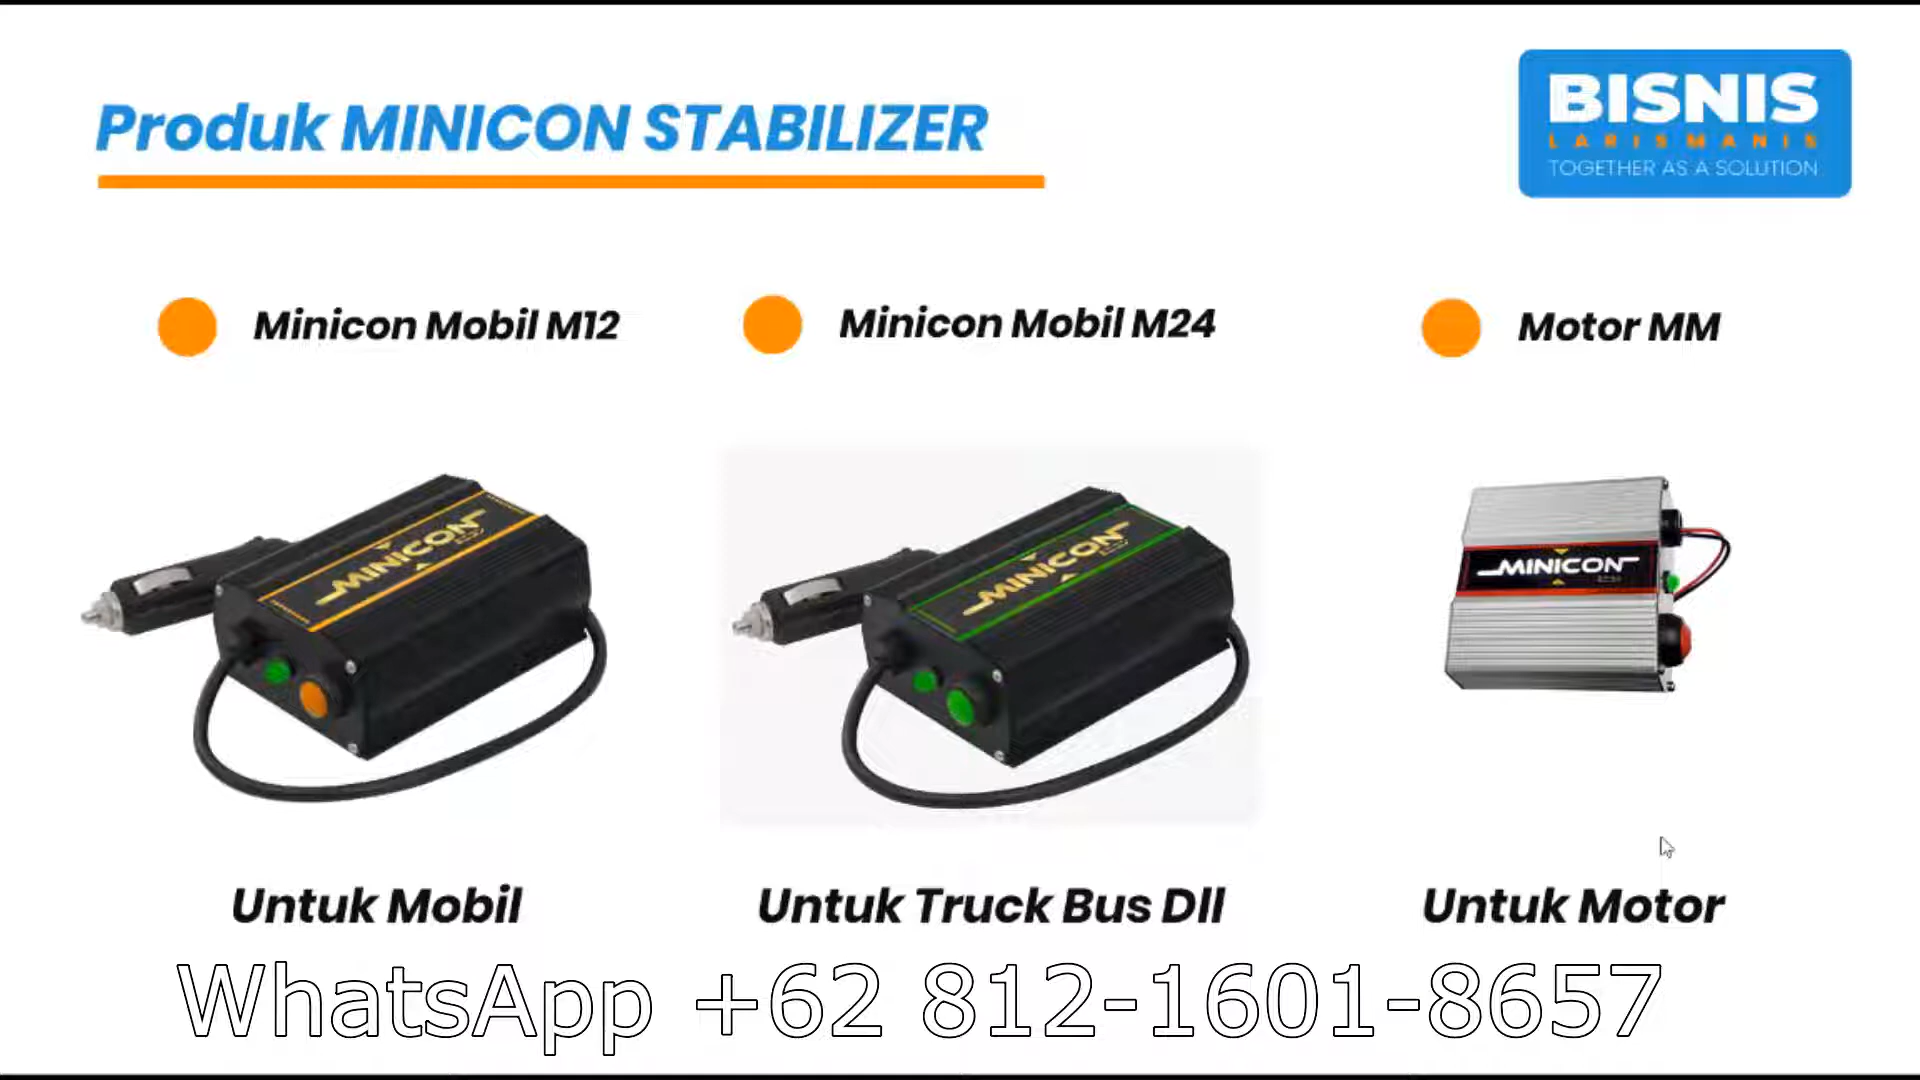 Produk MINICON STABILIZER
BISNIS
LARISMANIS
TOGETHER AS A SOLUTION
Minicon Mobil M12
Minicon Mobil M24
Motor MM
MINICON
MINICON
MINICON
Untuk Mobil
Untuk Truck Bus Dll
Untuk Motor
WhatsApp +62 812-1601-8657